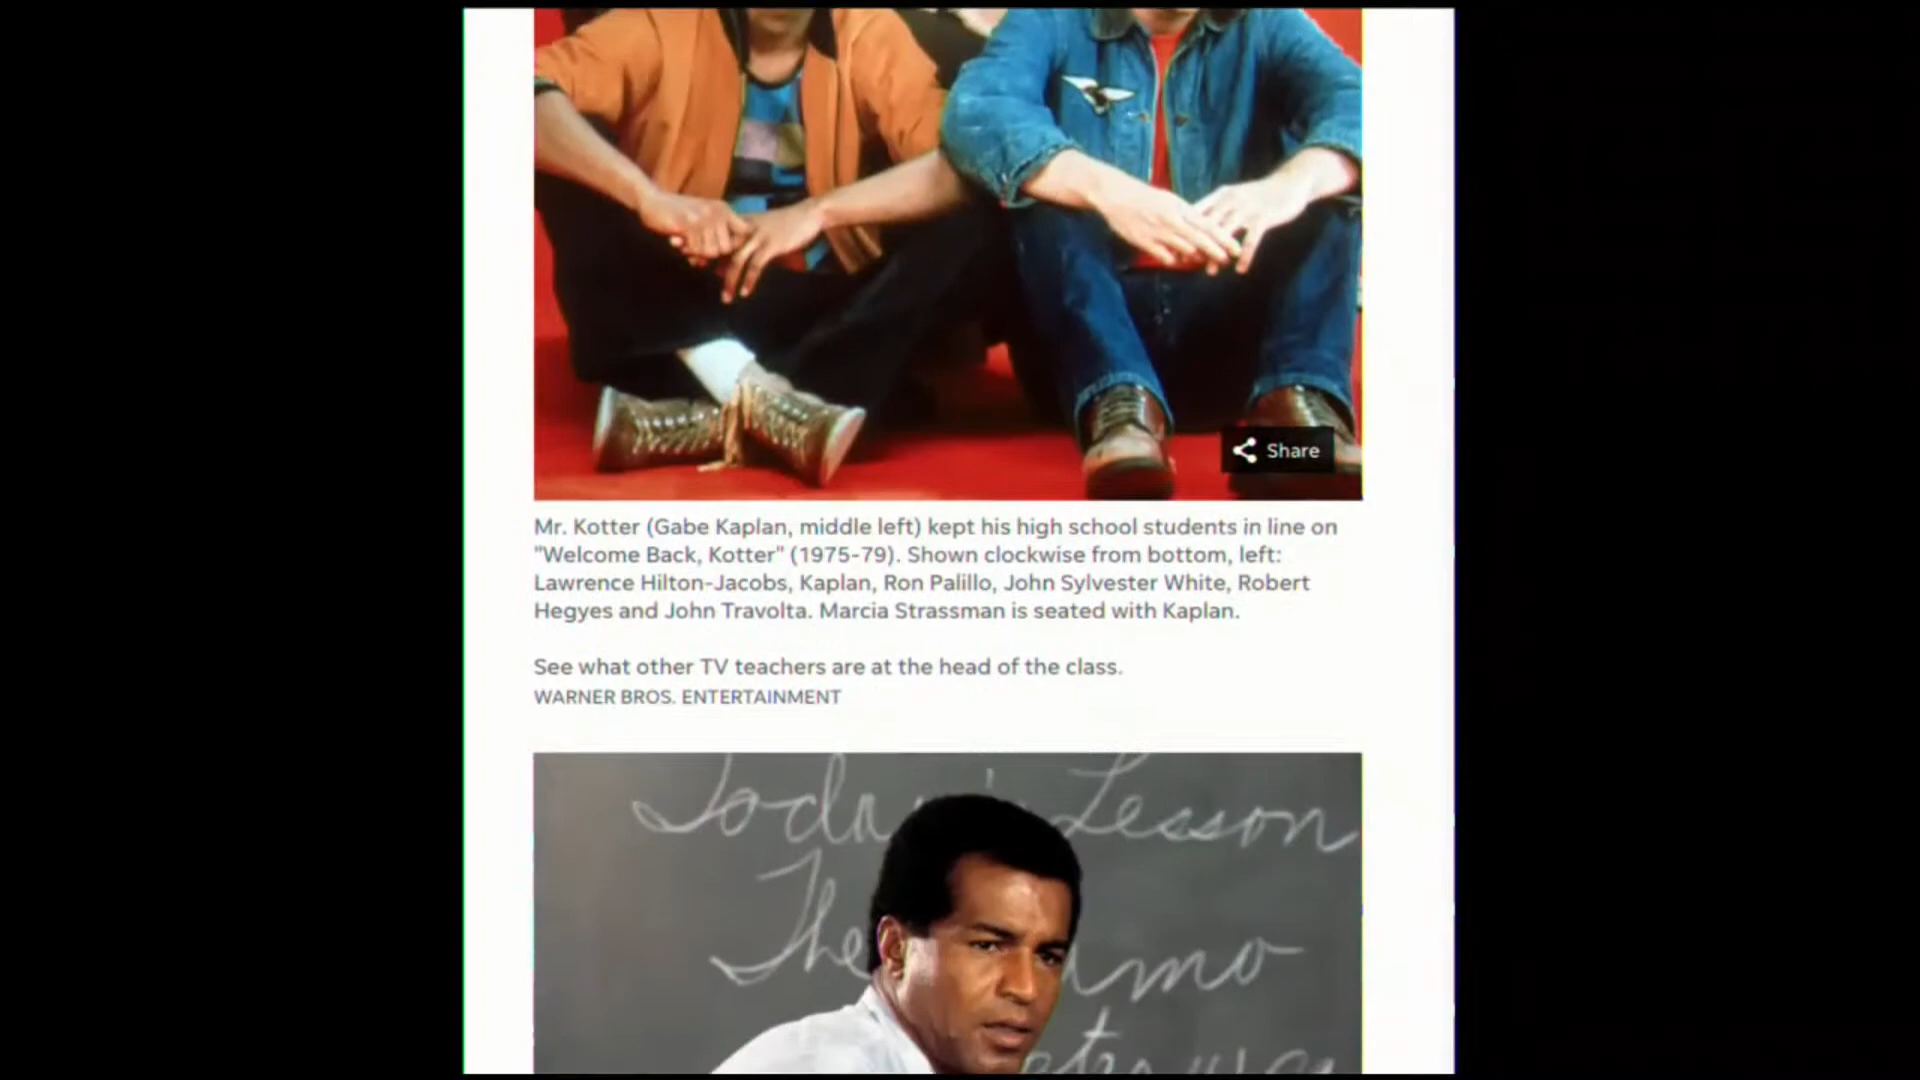 Share
Mr. Kotter (Gabe Kaplan, middle left) kept his high school students in line on
"Welcome Back, Kotter" (1975-79). Shown clockwise from bottom, left:
Lawrence Hilton-Jacobs, Kaplan, Ron Palillo, John Sylvester White, Robert
Hegyes and John Travolta. Marcia Strassman is seated with Kaplan.
See what other TV teachers are at the head of the class.
WARNER BROS. ENTERTAINMENT
Lesson
The